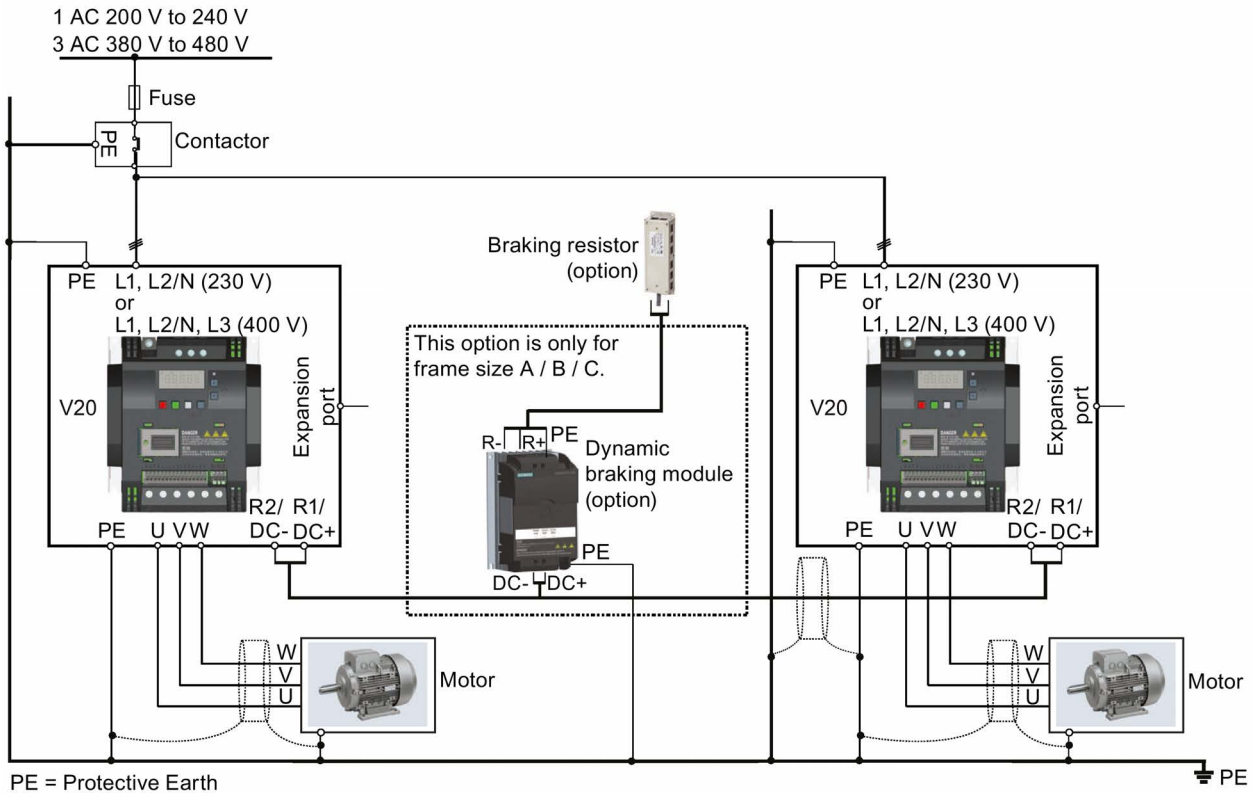 1 AC 200 V to 240 V
3 AC 380 V to 480 V
Fuse
PE
Contactor
Braking resistor
(option)
PE L1, L2/N (230 V)
or
L1, L2/N, L3 (400 V)
V20
Expansion
port
PE U V W
R2/ R1/
DC- DC+
This option is only for
frame size A / B / C.
R- R+ PE
Dynamic
braking module
(option)
PE
DC- DC+
PE L1, L2/N (230 V)
or
L1, L2/N, L3 (400 V)
V20
Expansion
port
PE U V W
R2/ R1/
DC- DC+
W
V
U
Motor
W
V
U
Motor
PE = Protective Earth
PE